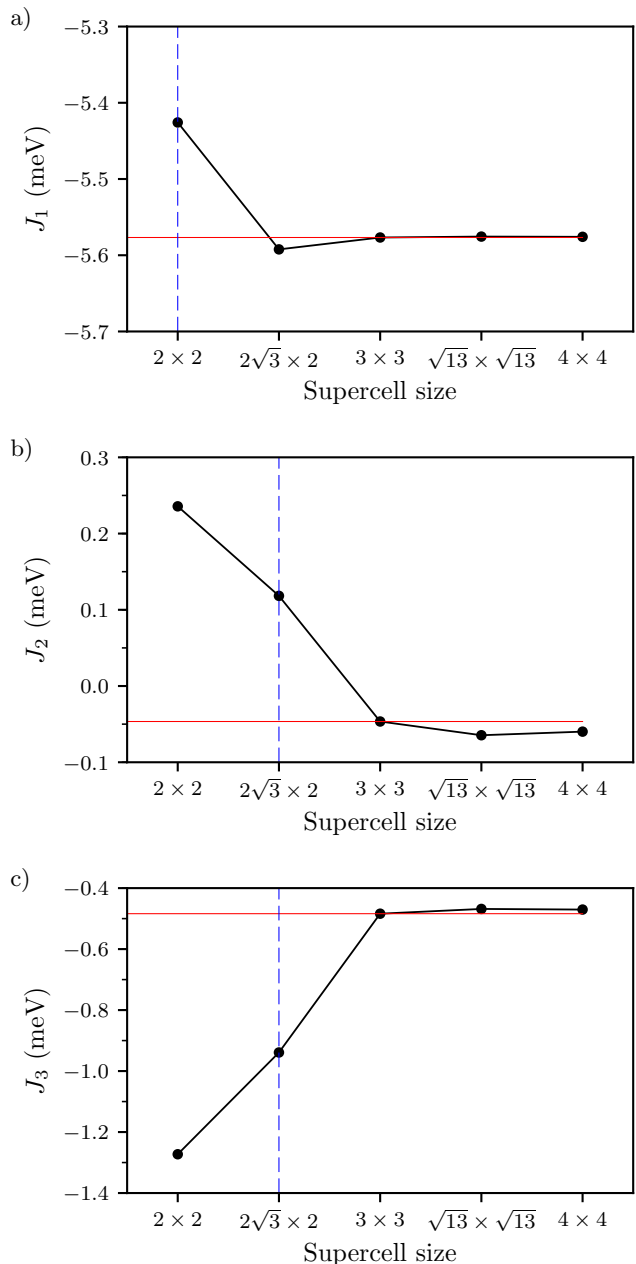 a)
−5.3
−5.4
−5.5
−5.6
−5.7
J₁ (meV)
2 × 2
2√3 × 2
3 × 3
√13 × √13
4 × 4
Supercell size
b)
0.3
0.2
0.1
0.0
−0.1
J₂ (meV)
2 × 2
2√3 × 2
3 × 3
√13 × √13
4 × 4
Supercell size
c)
−0.4
−0.6
−0.8
−1.0
−1.2
−1.4
J₃ (meV)
2 × 2
2√3 × 2
3 × 3
√13 × √13
4 × 4
Supercell size